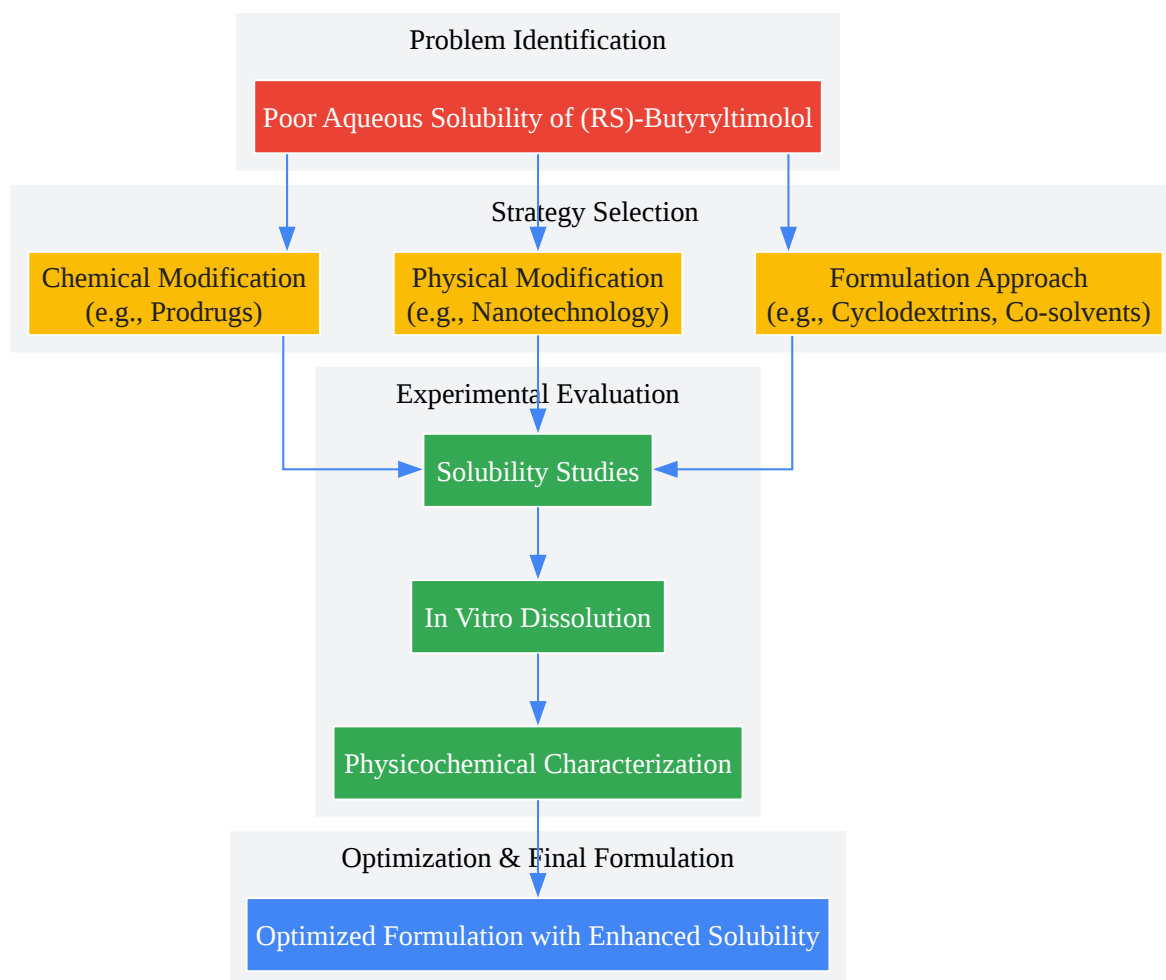 Problem Identification
Poor Aqueous Solubility of (RS)-Butyryltimolol
Strategy Selection
Chemical Modification
(e.g., Prodrugs)
Physical Modification
(e.g., Nanotechnology)
Formulation Approach
(e.g., Cyclodextrins, Co-solvents)
Experimental Evaluation
Solubility Studies
In Vitro Dissolution
Physicochemical Characterization
Optimization & Final Formulation
Optimized Formulation with Enhanced Solubility